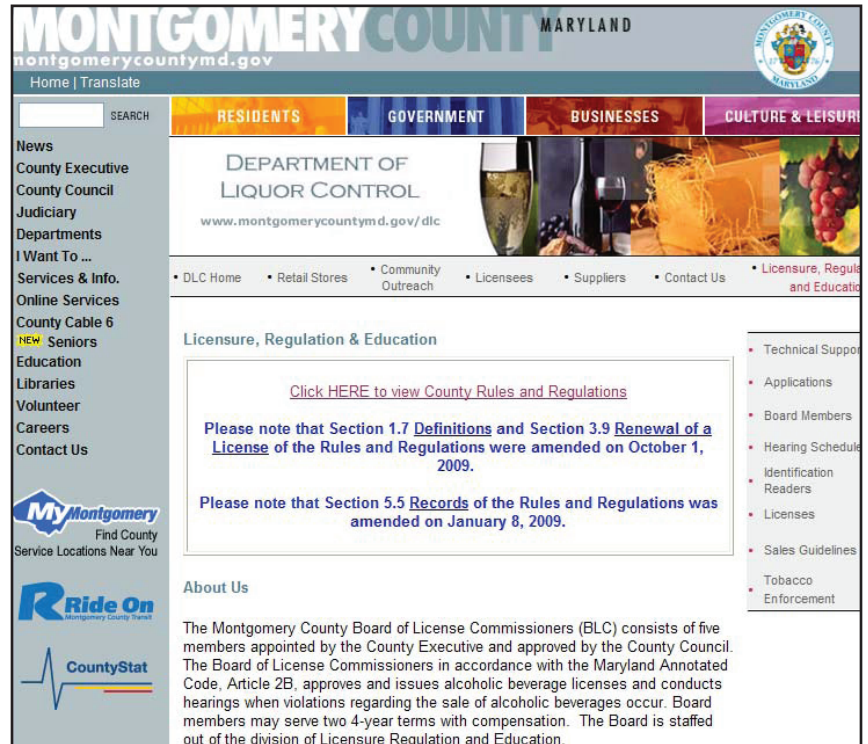 MONTGOMERY COUNTY MARYLAND
montgomerycountymd.gov
Home | Translate
SEARCH
RESIDENTS
GOVERNMENT
BUSINESSES
CULTURE & LEISURE
News
County Executive
County Council
Judiciary
Departments
I Want To ...
Services & Info.
Online Services
County Cable 6
NEW Seniors
Education
Libraries
Volunteer
Careers
Contact Us
MyMontgomery
Find County
Service Locations Near You
Ride On
Montgomery County Transit
CountyStat
DEPARTMENT OF
LIQUOR CONTROL
www.montgomerycountymd.gov/dlc
• DLC Home • Retail Stores • Community Outreach • Licensees • Suppliers • Contact Us • Licensure, Regula
and Educatio
Licensure, Regulation & Education
Click HERE to view County Rules and Regulations
Please note that Section 1.7 Definitions and Section 3.9 Renewal of a
License of the Rules and Regulations were amended on October 1,
2009.
Please note that Section 5.5 Records of the Rules and Regulations was
amended on January 8, 2009.
About Us
The Montgomery County Board of License Commissioners (BLC) consists of five
members appointed by the County Executive and approved by the County Council.
The Board of License Commissioners in accordance with the Maryland Annotated
Code, Article 2B, approves and issues alcoholic beverage licenses and conducts
hearings when violations regarding the sale of alcoholic beverages occur. Board
members may serve two 4-year terms with compensation. The Board is staffed
out of the division of Licensure Regulation and Education.
Technical Suppor
Applications
Board Members
Hearing Schedule
Identification
Readers
Licenses
Sales Guidelines
Tobacco
Enforcement